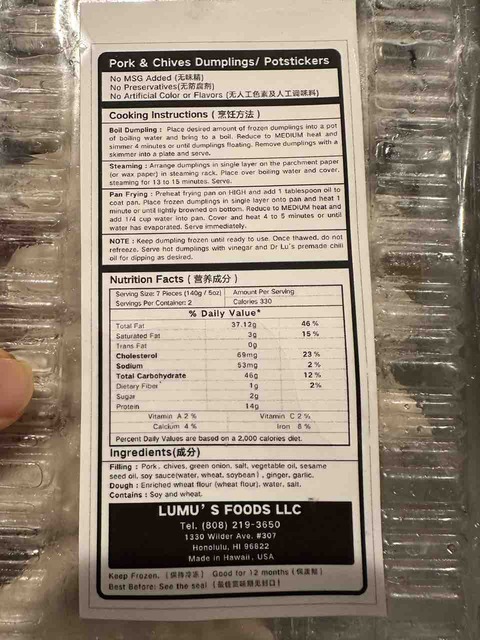 Pork & Chives Dumplings/ Potstickers
No MSG Added (无味精)
No Preservatives(无防腐剂)
No Artificial Color or Flavors (无人工色素及人工调味料)
Cooking Instructions ( 烹饪方法 )
Boil Dumpling : Place desired amount of frozen dumplings into a pot
of boiling water and bring to a boil. Reduce to MEDIUM heat and
simmer 4 minutes or until dumplings floating. Remove dumplings with a
skimmer into a plate and serve.
Steaming : Arrange dumplings in single layer on the parchment paper
(or wax paper) in steaming rack. Place over boiling water and cover,
steaming for 13 to 15 minutes. Serve.
Pan Frying : Preheat frying pan on HIGH and add 1 tablespoon oil to
coat pan. Place frozen dumplings in single layer onto pan and heat 1
minute or until lightly browned on bottom. Reduce to MEDIUM heat and
add 1/4 cup water into pan. Cover and heat 4 to 5 minutes or until
water has evaporated. Serve immediately.
NOTE : Keep dumpling frozen until ready to use. Once thawed, do not
refreeze. Serve hot dumplings with vinegar and Dr Lu's premade chili
oil for dipping as desired.
Nutrition Facts ( 营养成分 )
Serving Size: 7 Pieces (140g / 5oz) Amount Per Serving
Servings Per Container: 2 Calories 330
% Daily Value*
Total Fat 37.12g 46 %
Saturated Fat 3g 15 %
Trans Fat 0g
Cholesterol 69mg 23 %
Sodium 53mg 2 %
Total Carbohydrate 46g 12 %
Dietary Fiber 1g 2%
Sugar 2g
Protein 14g
Vitamin A 2 % Vitamin C 2 %
Calcium 4 % Iron 8 %
Percent Daily Values are based on a 2,000 calories diet.
Ingredients(成分)
Filling : Pork, chives, green onion, salt, vegetable oil, sesame
seed oil, soy sauce(water, wheat, soybean), ginger, garlic.
Dough : Enriched wheat flour (wheat flour), water, salt.
Contains : Soy and wheat.
LUMU'S FOODS LLC
Tel. (808) 219-3650
1330 Wilder Ave. #307
Honolulu, HI 96822
Made in Hawaii, USA
Keep Frozen. Good for 12 months
Best Before: See the seal